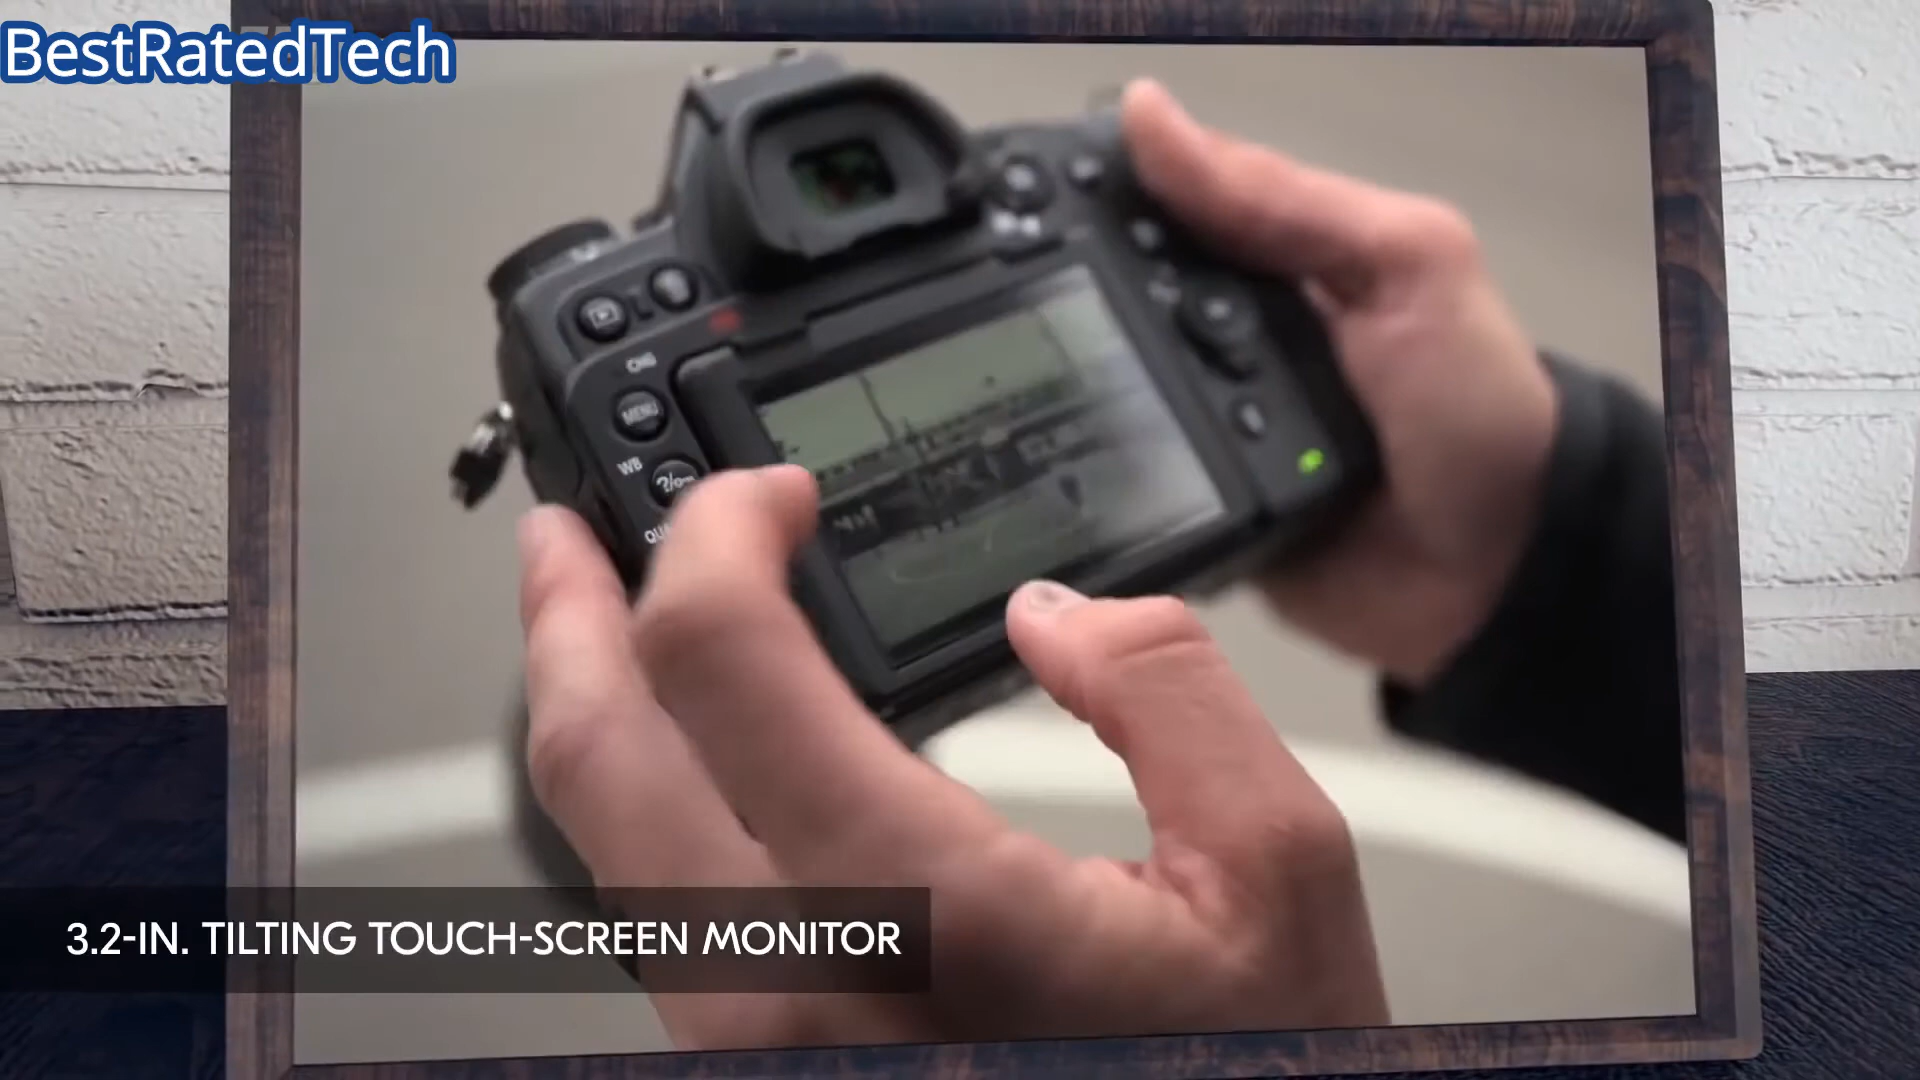 BestRatedTech
MENU
WB
?/
3.2-IN. TILTING TOUCH-SCREEN MONITOR